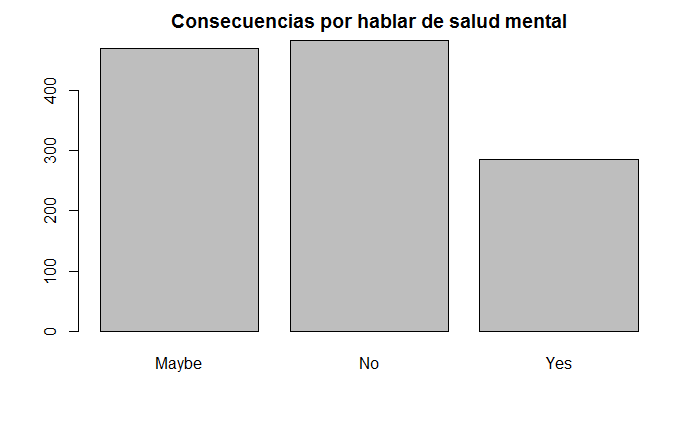 Consecuencias por hablar de salud mental
400
300
200
100
0
Maybe No Yes